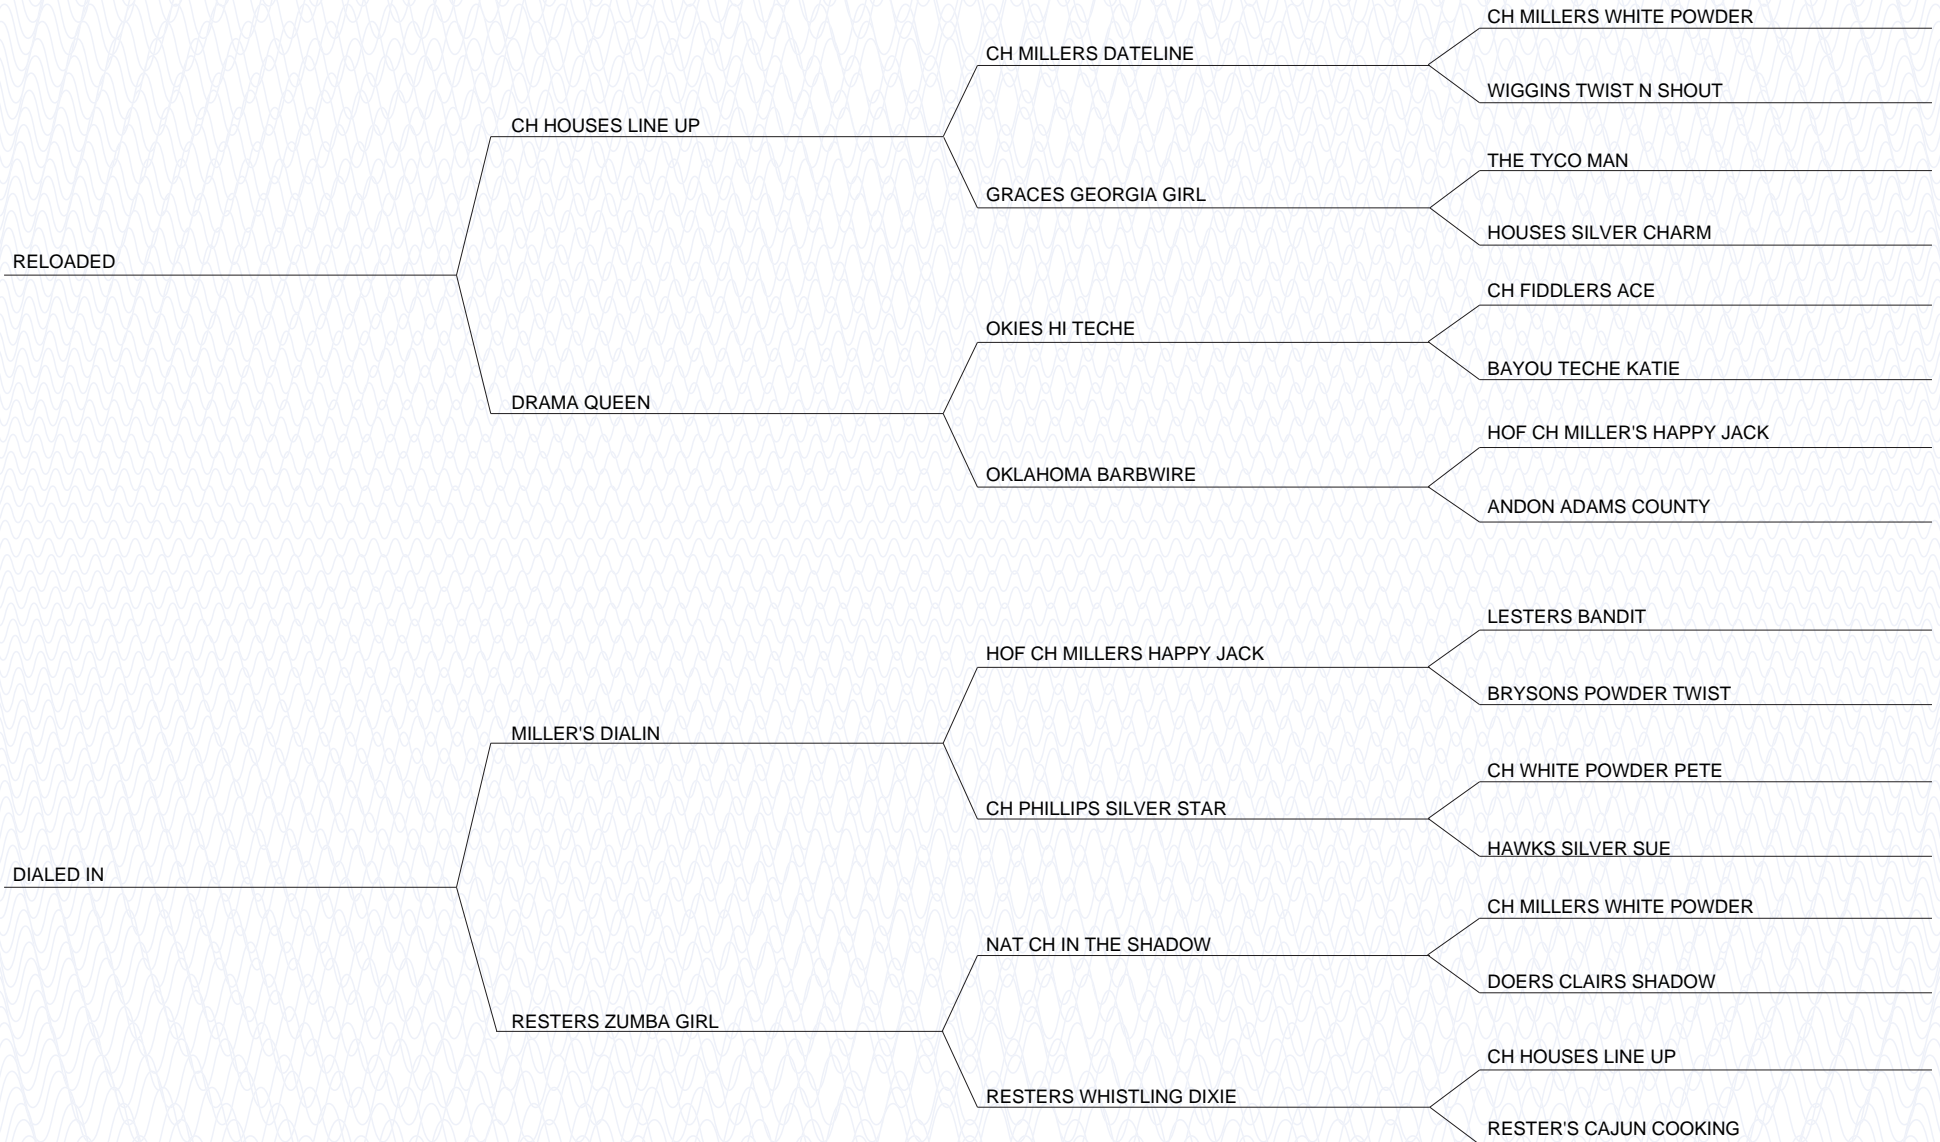 CH MILLERS WHITE POWDER
CH MILLERS DATELINE
WIGGINS TWIST N SHOUT
CH HOUSES LINE UP
THE TYCO MAN
GRACES GEORGIA GIRL
HOUSES SILVER CHARM
RELOADED
CH FIDDLERS ACE
OKIES HI TECHE
BAYOU TECHE KATIE
DRAMA QUEEN
HOF CH MILLER'S HAPPY JACK
OKLAHOMA BARBWIRE
ANDON ADAMS COUNTY
LESTERS BANDIT
HOF CH MILLERS HAPPY JACK
BRYSONS POWDER TWIST
MILLER'S DIALIN
CH WHITE POWDER PETE
CH PHILLIPS SILVER STAR
HAWKS SILVER SUE
DIALED IN
CH MILLERS WHITE POWDER
NAT CH IN THE SHADOW
DOERS CLAIRS SHADOW
RESTERS ZUMBA GIRL
CH HOUSES LINE UP
RESTERS WHISTLING DIXIE
RESTER'S CAJUN COOKING